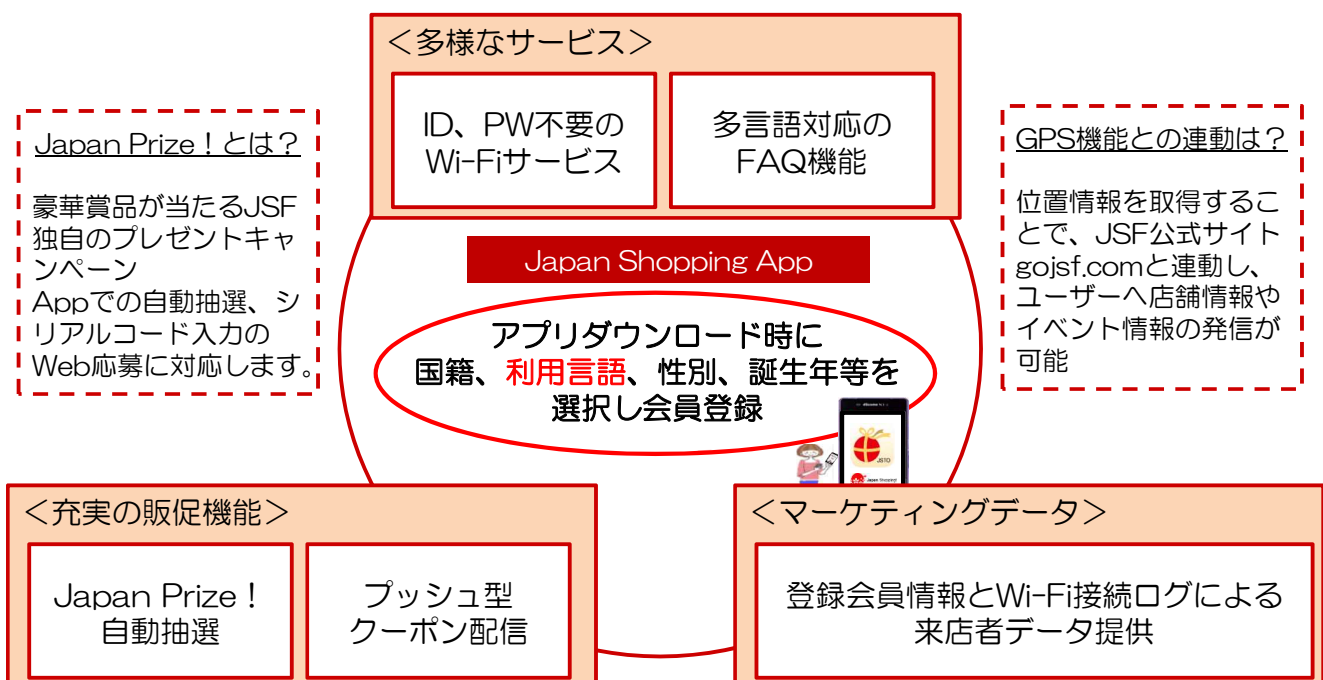 ＜多様なサービス＞
ID、PW不要の
Wi-Fiサービス
多言語対応の
FAQ機能
Japan Prize！とは？
豪華賞品が当たるJSF
独自のプレゼントキャ
ンペーン
Appでの自動抽選、シ
リアルコード入力の
Web応募に対応します。
GPS機能との連動は？
位置情報を取得するこ
とで、JSF公式サイト
gojsf.comと連動し、
ユーザーへ店舗情報や
イベント情報の発信が
可能
Japan Shopping App
アプリダウンロード時に
国籍、利用言語、性別、誕生年等を
選択し会員登録
JSTO
Japan Shopping
＜充実の販促機能＞
Japan Prize！
自動抽選
プッシュ型
クーポン配信
＜マーケティングデータ＞
登録会員情報とWi-Fi接続ログによる
来店者データ提供